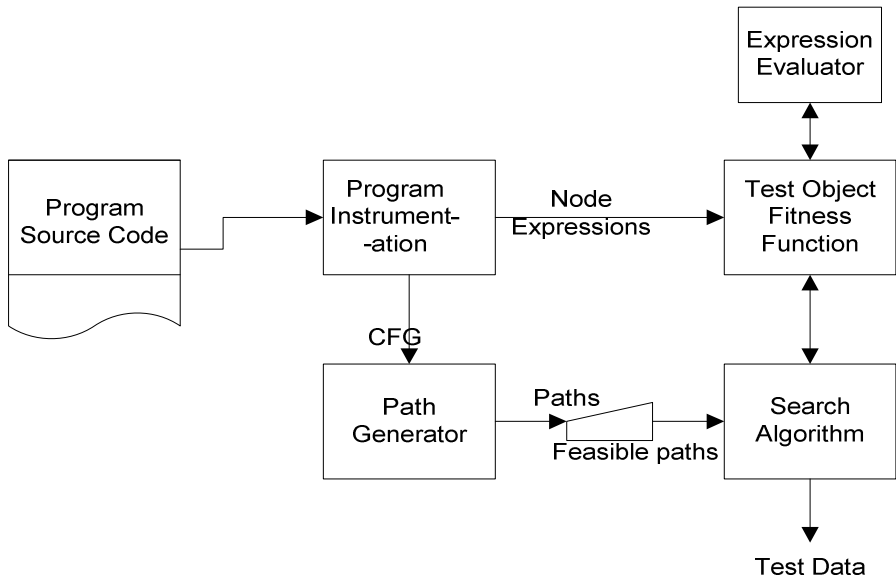 Expression
Evaluator
Program
Source Code
Program
Instrument-
-ation
Node
Expressions
Test Object
Fitness
Function
CFG
Path
Generator
Paths
Feasible paths
Search
Algorithm
Test Data